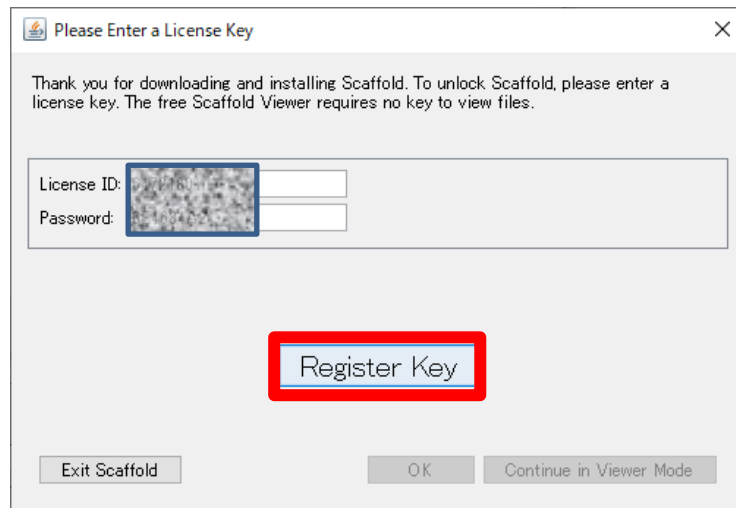 Please Enter a License Key
Thank you for downloading and installing Scaffold. To unlock Scaffold, please enter a
license key. The free Scaffold Viewer requires no key to view files.
License ID:
Password:
Register Key
Exit Scaffold
OK
Continue in Viewer Mode